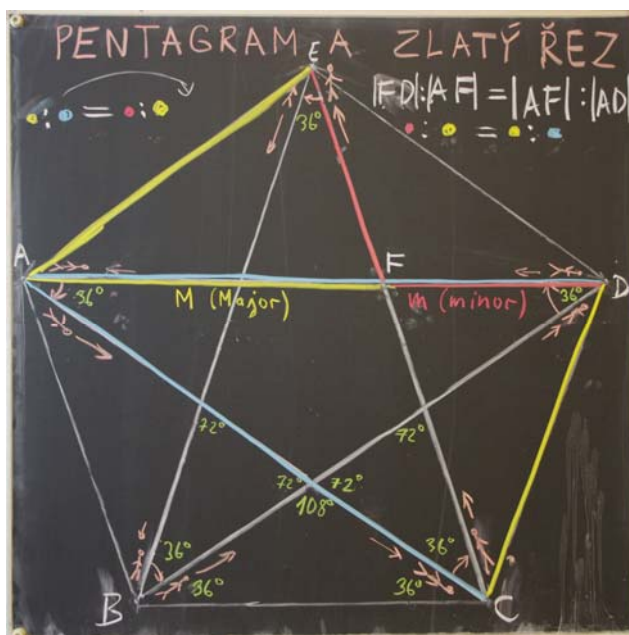 PENTAGRAM A ZLATÝ ŘEZ
E
|FD|:|AF| = |AF|:|AD|
: = :
: = :
36°
A
F
D
36°
M (Major)
m (minor)
36°
72°
72°
72°
72°
108°
36°
36°
36°
36°
B
C